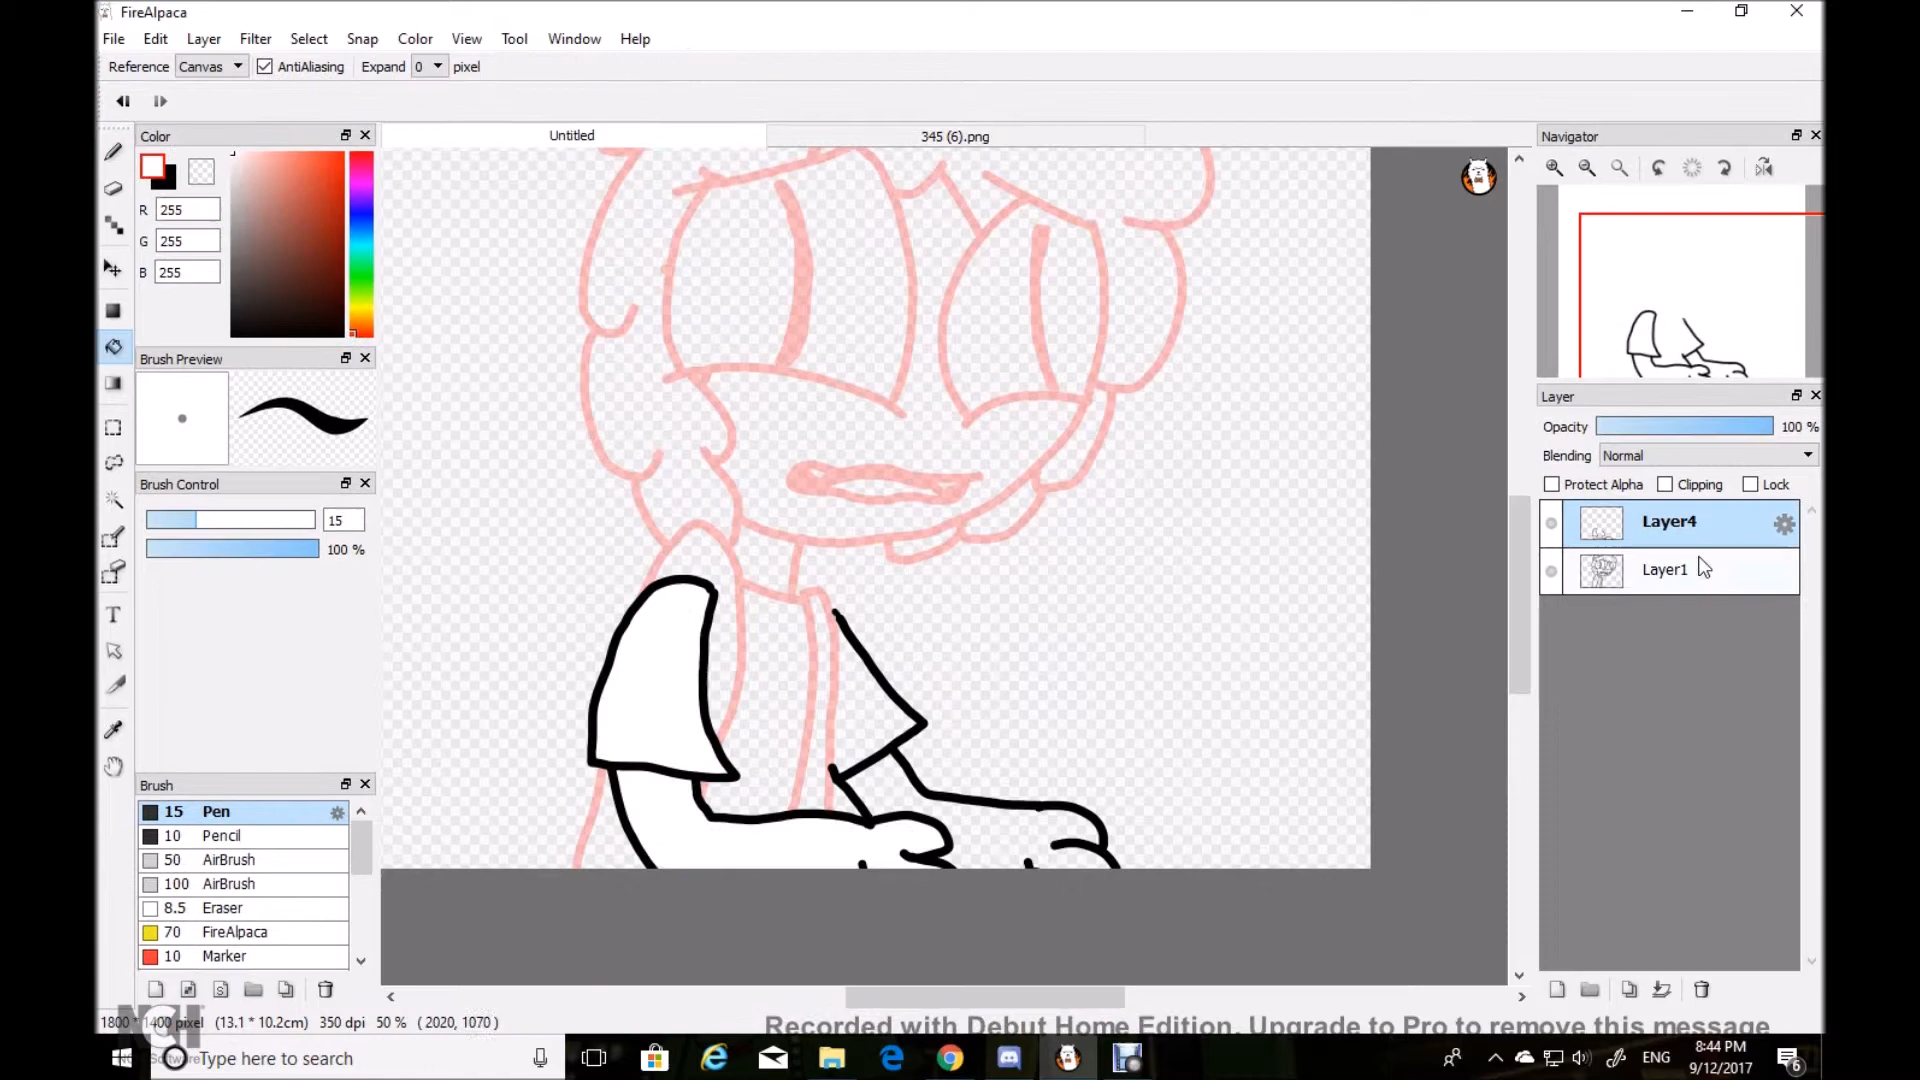 FireAlpaca
File Edit Layer Filter Select Snap Color View Tool Window Help
Reference Canvas AntiAliasing Expand 0 pixel
Color
Untitled
345 (6).png
Navigator
R 255
G 255
B 255
Brush Preview
Layer
Opacity 100 %
Blending Normal
Protect Alpha Clipping Lock
Brush Control
15
100 %
Layer4
Layer1
T
Brush
15 Pen
10 Pencil
50 AirBrush
100 AirBrush
8.5 Eraser
70 FireAlpaca
10 Marker
S
1800 * 1400 pixel (13.1 * 10.2cm) 350 dpi 50 % ( 2020, 1070 )
Recorded with Debut Home Edition. Upgrade to Pro to remove this message
Type here to search
ENG
8:44 PM
9/12/2017
6